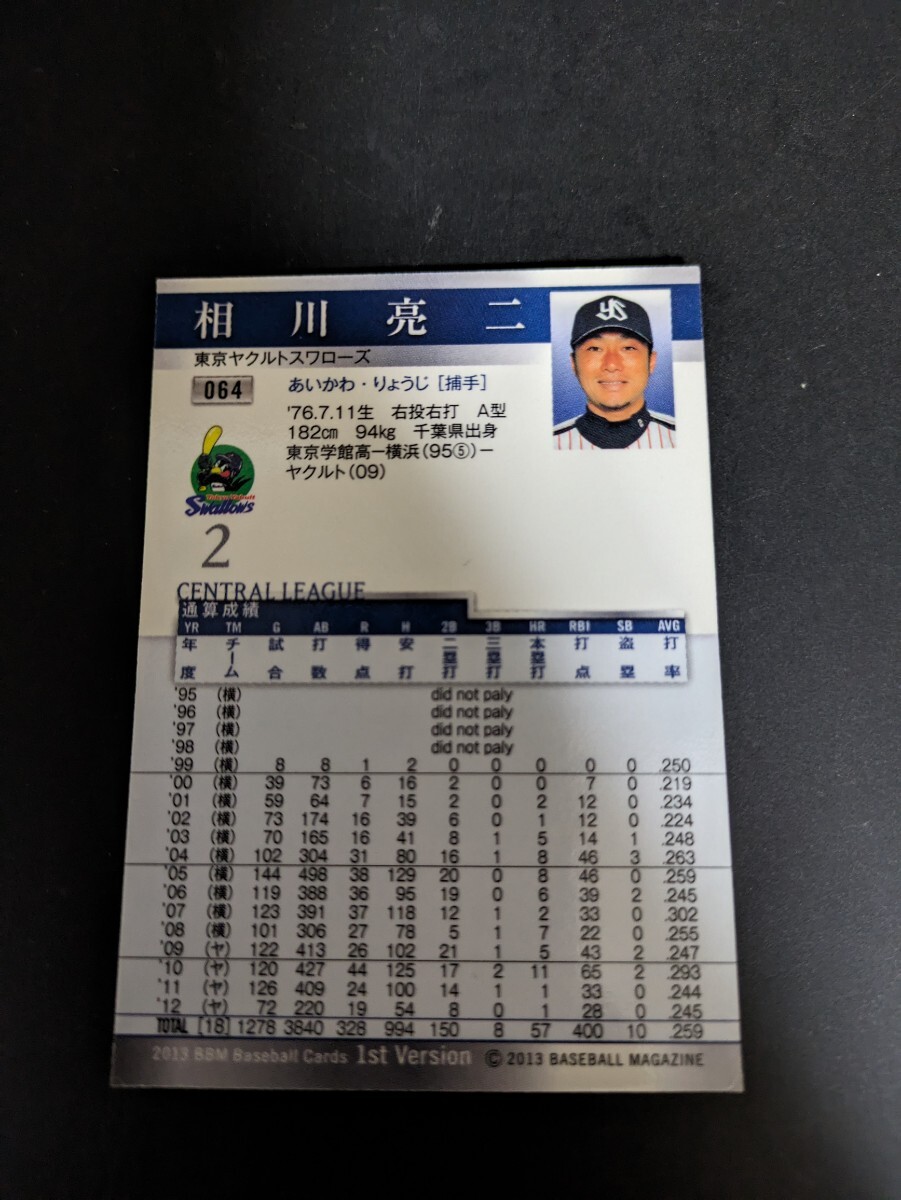 相川亮二
YS
東京ヤクルトスワローズ
064
あいかわ・りょうじ [捕手]
'76.7.11生 右投右打 A型
182cm 94kg 千葉県出身
東京学館高ー横浜(95⑤)ー
ヤクルト(09)
Tokyo Yakult
Swallows
2
CENTRAL LEAGUE
通算成績
YR TM G AB R H 2B 3B HR RBI SB AVG
年度 チーム 試合 打数 得点 安打 二塁打 三塁打 本塁打 打点 盗塁 打率
'95 (横) did not paly
'96 (横) did not paly
'97 (横) did not paly
'98 (横) did not paly
'99 (横) 8 8 1 2 0 0 0 0 0 .250
'00 (横) 39 73 6 16 2 0 0 7 0 .219
'01 (横) 59 64 7 15 2 0 2 12 0 .234
'02 (横) 73 174 16 39 6 0 1 12 0 .224
'03 (横) 70 165 16 41 8 1 5 14 1 .248
'04 (横) 102 304 31 80 16 1 8 46 3 .263
'05 (横) 144 498 38 129 20 0 8 46 0 .259
'06 (横) 119 388 36 95 19 0 6 39 2 .245
'07 (横) 123 391 37 118 12 1 2 33 0 .302
'08 (横) 101 306 27 78 5 1 7 22 0 .255
'09 (ヤ) 122 413 26 102 21 1 5 43 2 .247
'10 (ヤ) 120 427 44 125 17 2 11 65 2 .293
'11 (ヤ) 126 409 24 100 14 1 1 33 0 .244
'12 (ヤ) 72 220 19 54 8 0 1 28 0 .245
TOTAL [18] 1278 3840 328 994 150 8 57 400 10 .259
2013 BBM Baseball Cards 1st Version © 2013 BASEBALL MAGAZINE